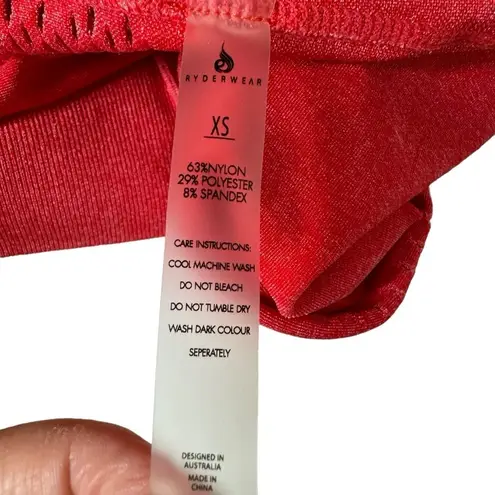 RYDERWEAR
XS
63%NYLON
29% POLYESTER
8% SPANDEX
CARE INSTRUCTIONS:
COOL MACHINE WASH
DO NOT BLEACH
DO NOT TUMBLE DRY
WASH DARK COLOUR
SEPERATELY
DESIGNED IN
AUSTRALIA
MADE IN
CHINA